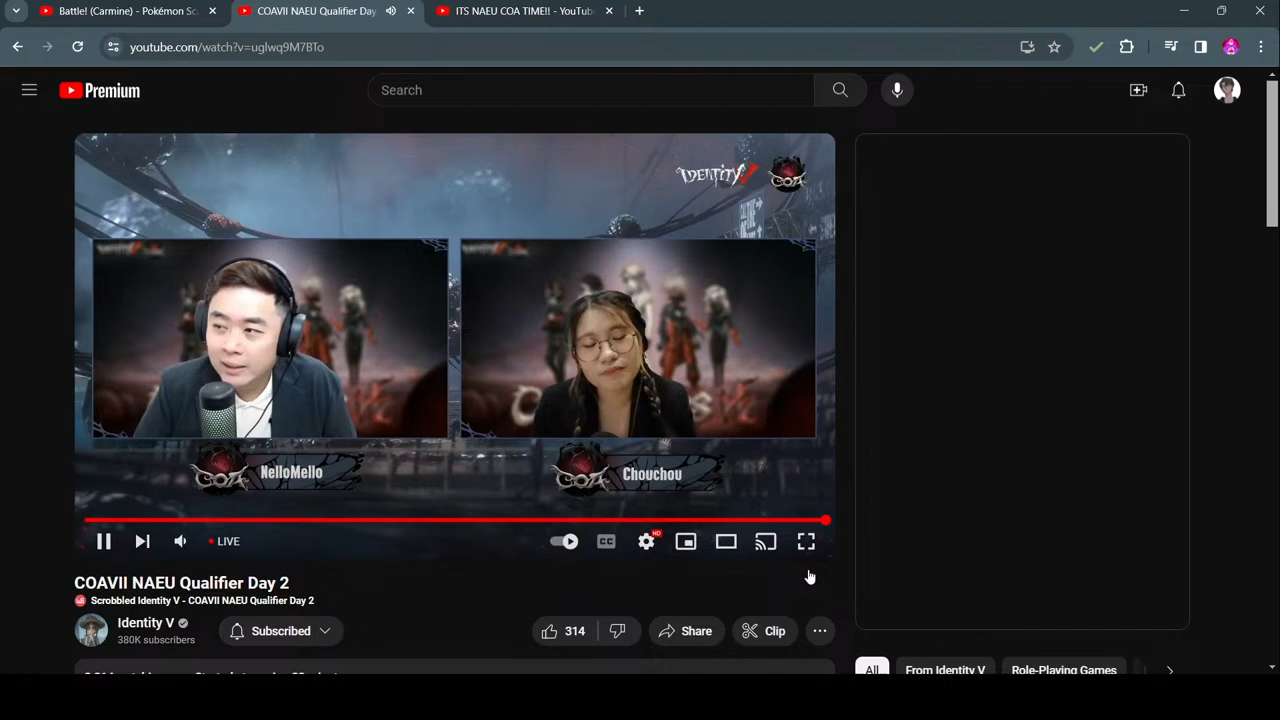 Battle! (Carmine) - Pokémon Sc
COAVII NAEU Qualifier Day
ITS NAEU COA TIME!! - YouTub
youtube.com/watch?v=uglwq9M7BTo
Premium
Search
IDENTITY V
COA
NelloMello
Chouchou
LIVE
CC
HD
COAVII NAEU Qualifier Day 2
Scrobbled Identity V - COAVII NAEU Qualifier Day 2
Identity V
380K subscribers
Subscribed
314
Share
Clip
All
From Identity V
Role-Playing Games